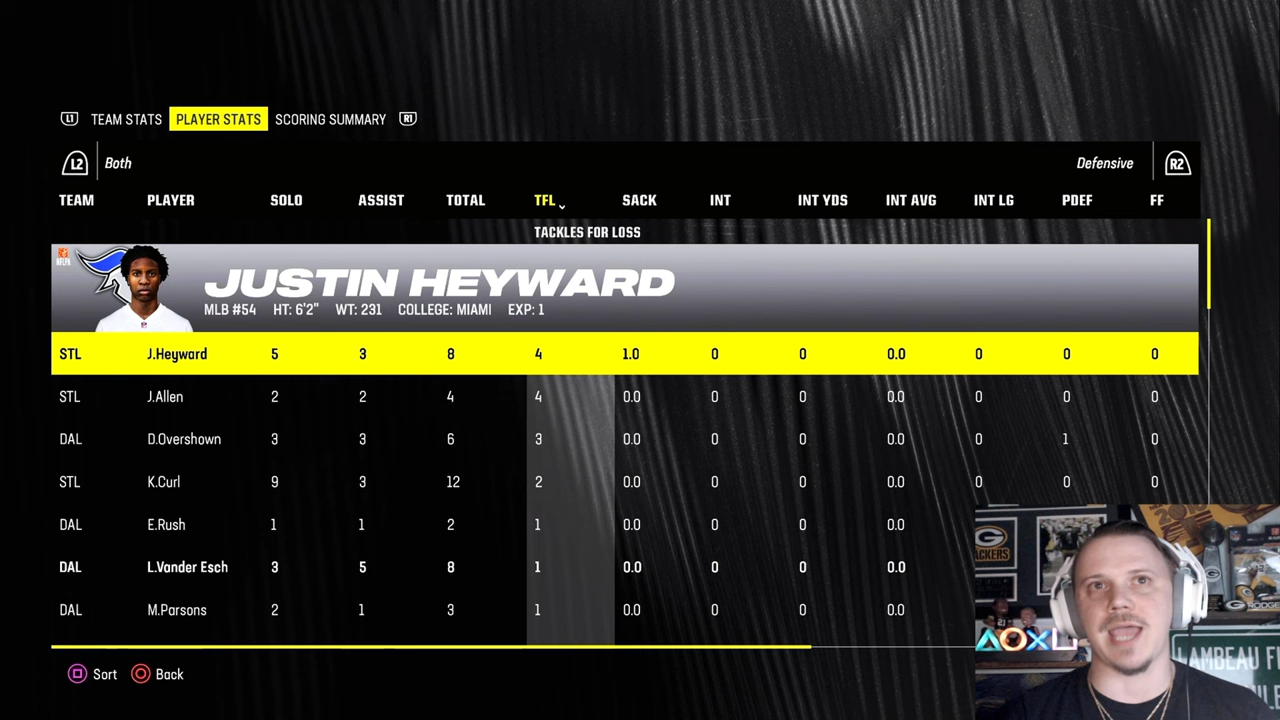 L1 TEAM STATS PLAYER STATS SCORING SUMMARY R1
L2 Both Defensive R2
TEAM PLAYER SOLO ASSIST TOTAL TFL SACK INT INT YDS INT AVG INT LG PDEF FF
TACKLES FOR LOSS
NFLPA
JUSTIN HEYWARD
MLB #54 HT: 6'2" WT: 231 COLLEGE: MIAMI EXP: 1
STL J.Heyward 5 3 8 4 1.0 0 0 0.0 0 0 0
STL J.Allen 2 2 4 4 0.0 0 0 0.0 0 0 0
DAL D.Overshown 3 3 6 3 0.0 0 0 0.0 0 1 0
STL K.Curl 9 3 12 2 0.0 0 0 0.0 0 0 0
DAL E.Rush 1 1 2 1 0.0 0 0 0.0
DAL L.Vander Esch 3 5 8 1 0.0 0 0 0.0
DAL M.Parsons 2 1 3 1 0.0 0 0 0.0
Sort Back
G
ACKERS
RODGE
LAMBEAU FI